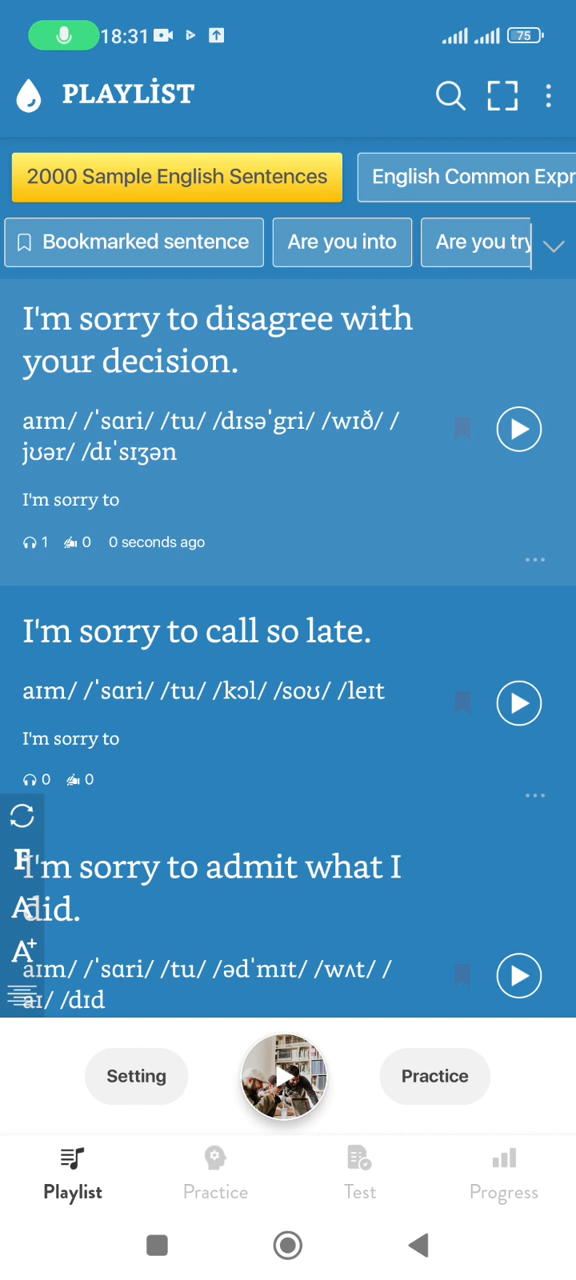 18:31
75
PLAYLİST
2000 Sample English Sentences
English Common Expr
Bookmarked sentence
Are you into
Are you try
I'm sorry to disagree with
your decision.
aɪm/ /ˈsɑri/ /tu/ /dɪsəˈgri/ /wɪð/ /
jʊər/ /dɪˈsɪʒən
I'm sorry to
1 0 0 seconds ago
I'm sorry to call so late.
aɪm/ /ˈsɑri/ /tu/ /kɔl/ /soʊ/ /leɪt
I'm sorry to
0 0
I'm sorry to admit what I
did.
aɪm/ /ˈsɑri/ /tu/ /ədˈmɪt/ /wʌt/ /
aɪ/ /dɪd
F
A
A+
Setting
Practice
Playlist
Practice
Test
Progress